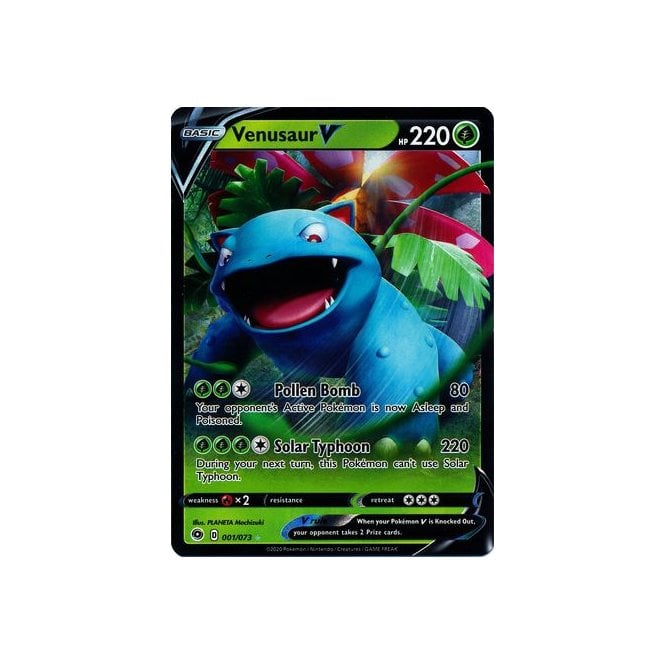 BASIC Venusaur V HP 220
Pollen Bomb 80
Your opponent's Active Pokémon is now Asleep and
Poisoned.
Solar Typhoon 220
During your next turn, this Pokémon can't use Solar
Typhoon.
weakness ×2 resistance retreat
Illus. PLANETA Mochizuki
V rule When your Pokémon V is Knocked Out,
your opponent takes 2 Prize cards.
D 001/073
©2020 Pokémon / Nintendo / Creatures / GAME FREAK